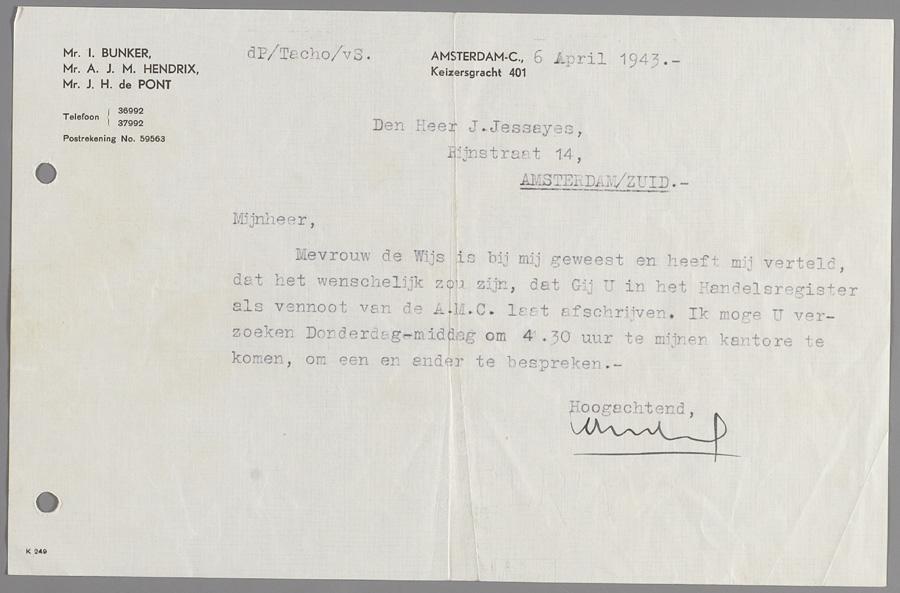 Mr. I. BUNKER,
Mr. A. J. M. HENDRIX,
Mr. J. H. de PONT
Telefoon 36992
37992
Postrekening No. 59563
dP/Tacho/vS.
AMSTERDAM-C., 6 April 1943.-
Keizersgracht 401
Den Heer J.Jessayes,
Rijnstraat 14,
AMSTERDAM/ZUID.-
Mijnheer,
Mevrouw de Wijs is bij mij geweest en heeft mij verteld,
dat het wenschelijk zou zijn, dat Gij U in het Handelsregister
als vennoot van de A.M.C. laat afschrijven. Ik moge U ver-
zoeken Donderdag-middag om 4.30 uur te mijnen kantore te
komen, om een en ander te bespreken.-
Hoogachtend,
K 249